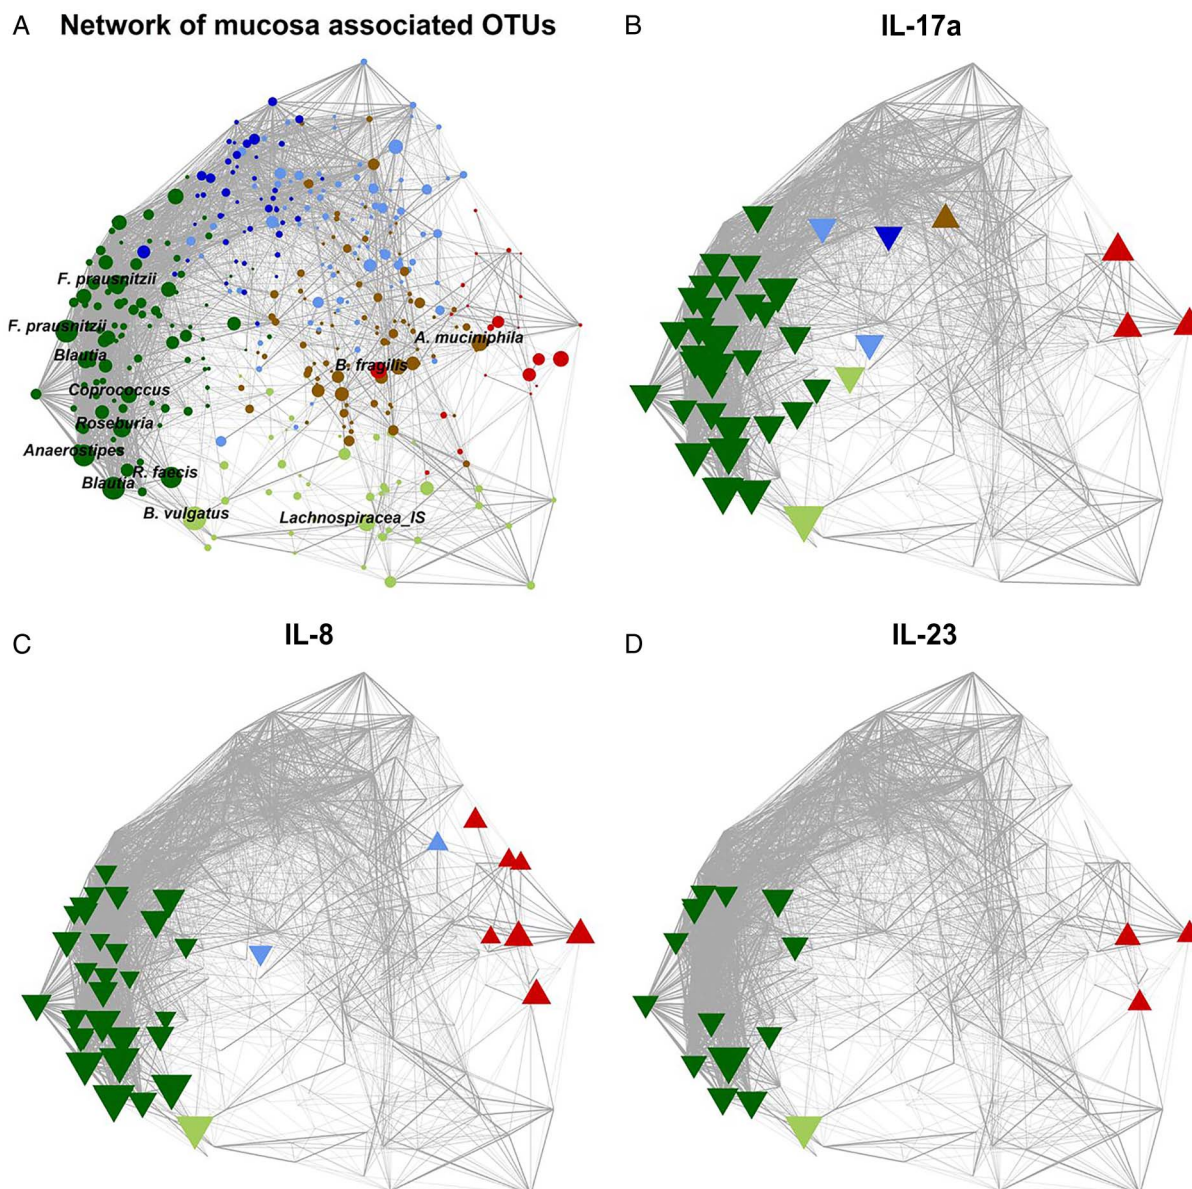 A Network of mucosa associated OTUs
B IL-17a
F. prausnitzii
F. prausnitzii
A. muciniphila
Blautia
B. fragilis
Coprococcus
Roseburia
Anaerostipes
R. faecis
Blautia
B. vulgatus
Lachnospiracea_IS
C IL-8
D IL-23